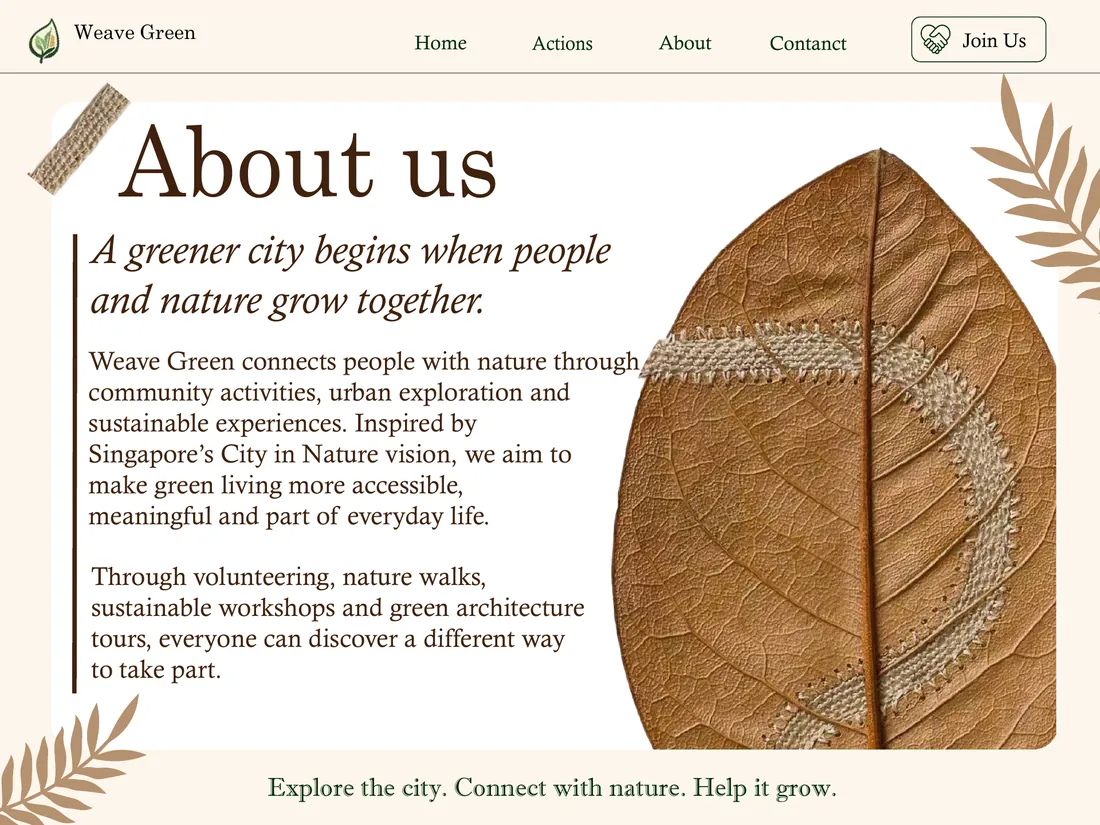 Weave Green
Home
Actions
About
Contanct
Join Us
About us
A greener city begins when people
and nature grow together.
Weave Green connects people with nature through
community activities, urban exploration and
sustainable experiences. Inspired by
Singapore’s City in Nature vision, we aim to
make green living more accessible,
meaningful and part of everyday life.
Through volunteering, nature walks,
sustainable workshops and green architecture
tours, everyone can discover a different way
to take part.
Explore the city. Connect with nature. Help it grow.